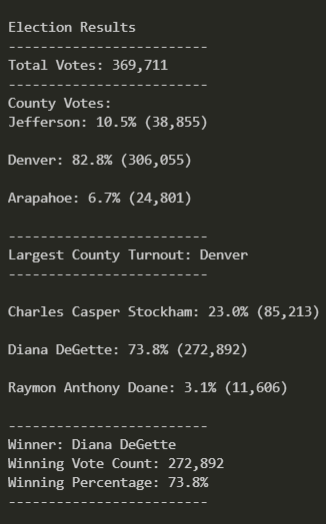 Election Results
-------------------------
Total Votes: 369,711
-------------------------
County Votes:
Jefferson: 10.5% (38,855)
Denver: 82.8% (306,055)
Arapahoe: 6.7% (24,801)
-------------------------
Largest County Turnout: Denver
-------------------------
Charles Casper Stockham: 23.0% (85,213)
Diana DeGette: 73.8% (272,892)
Raymon Anthony Doane: 3.1% (11,606)
-------------------------
Winner: Diana DeGette
Winning Vote Count: 272,892
Winning Percentage: 73.8%
-------------------------